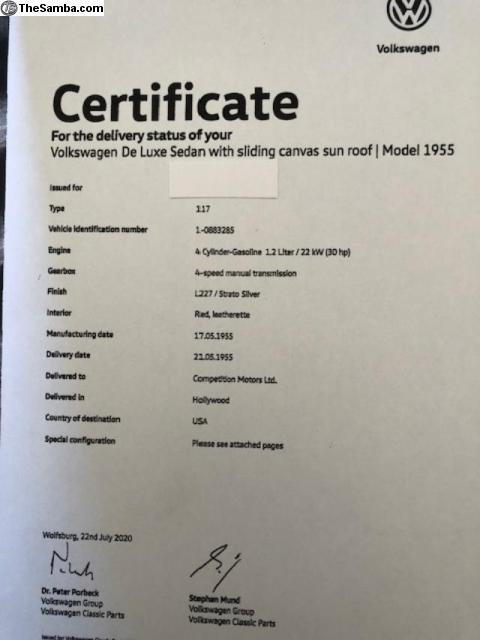 TheSamba.com
Volkswagen
Certificate
For the delivery status of your
Volkswagen De Luxe Sedan with sliding canvas sun roof | Model 1955
Issued for
Type 117
Vehicle identification number 1-0883285
Engine 4 Cylinder-Gasoline 1.2 Liter / 22 kW (30 hp)
Gearbox 4-speed manual transmission
Finish L227 / Strato Silver
Interior Red, leatherette
Manufacturing date 17.05.1955
Delivery date 21.05.1955
Delivered to Competition Motors Ltd.
Delivered in Hollywood
Country of destination USA
Special configuration Please see attached pages
Wolfsburg, 22nd July 2020
Dr. Peter Porbeck Stephan Mund
Volkswagen Group Volkswagen Group
Volkswagen Classic Parts Volkswagen Classic Parts